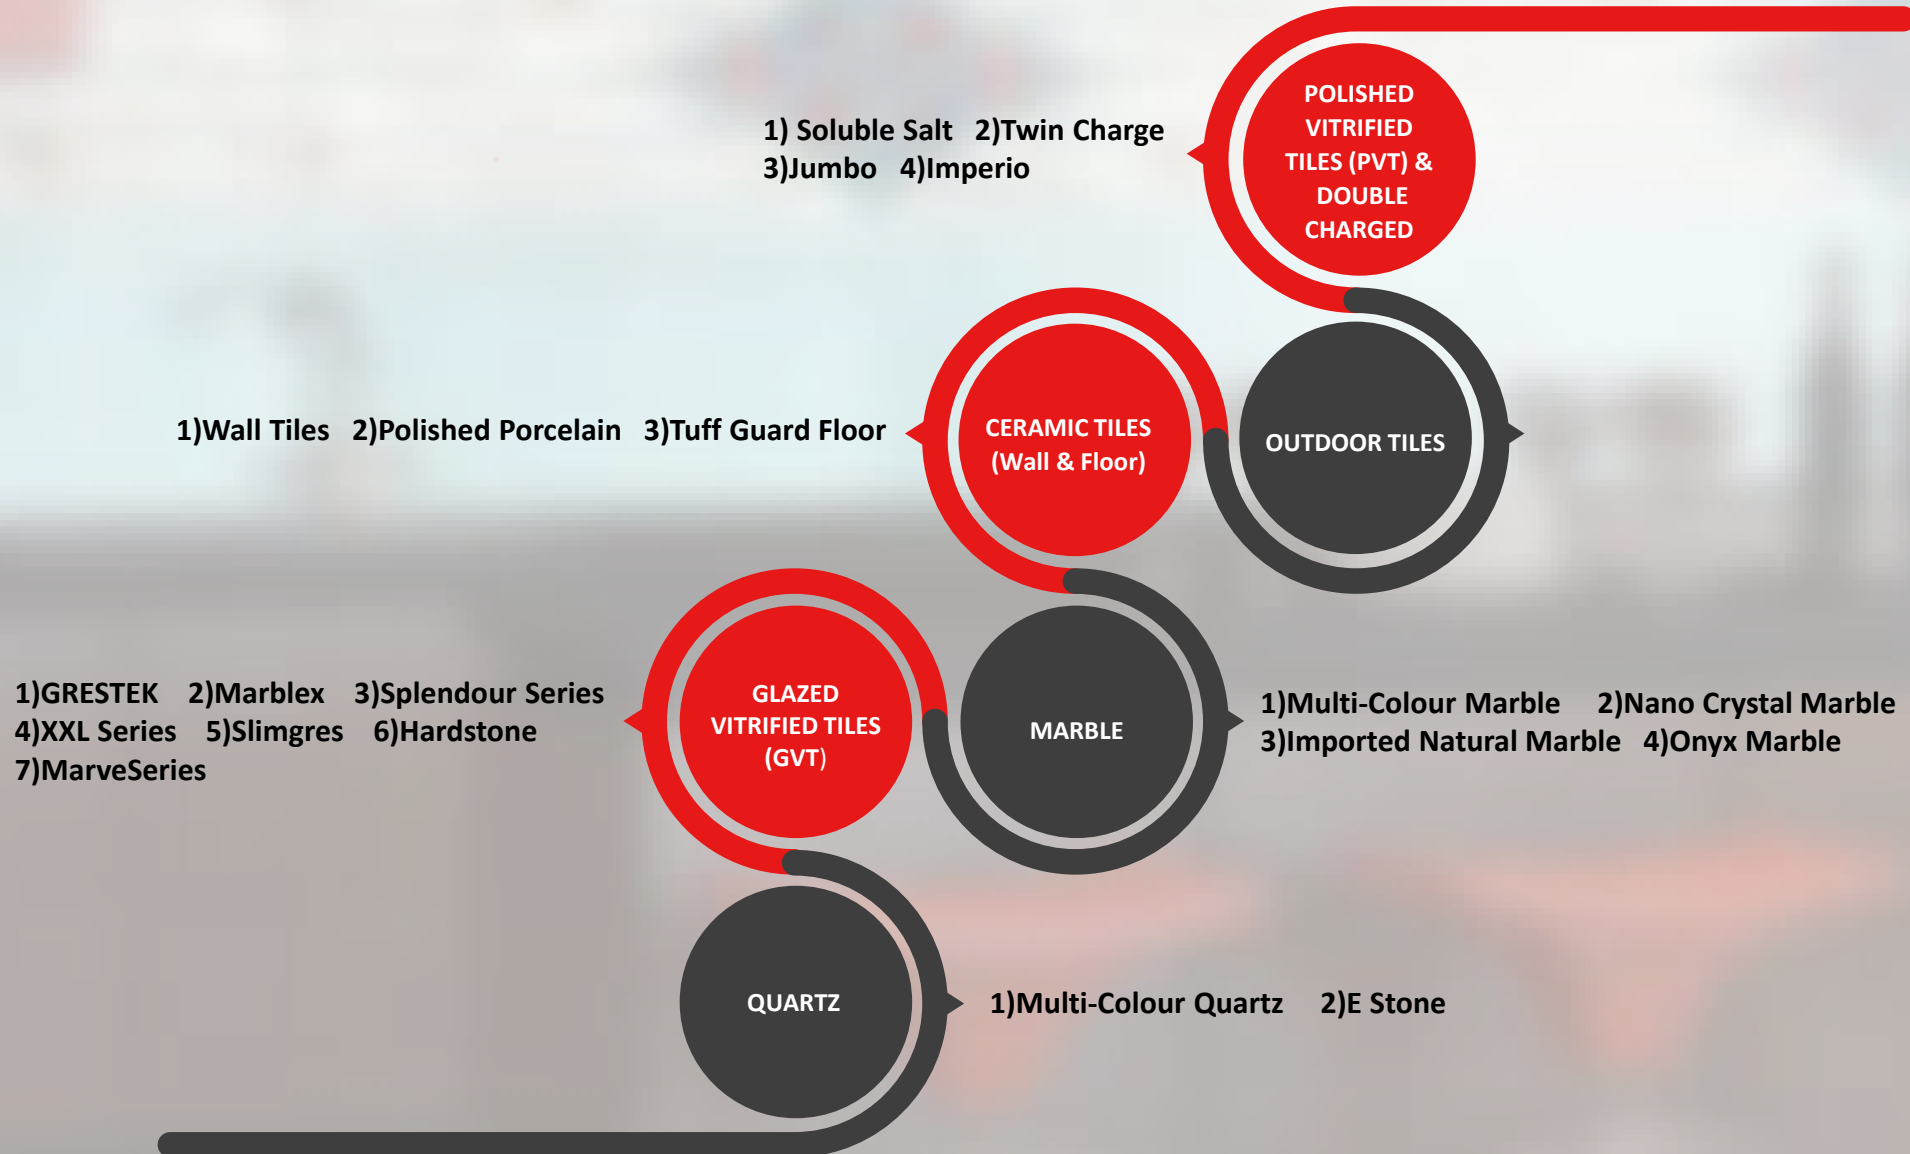 POLISHED
VITRIFIED
TILES (PVT) &
DOUBLE
CHARGED
1) Soluble Salt 2)Twin Charge
3)Jumbo 4)Imperio
OUTDOOR TILES
CERAMIC TILES
(Wall & Floor)
1)Wall Tiles 2)Polished Porcelain 3)Tuff Guard Floor
MARBLE
1)Multi-Colour Marble 2)Nano Crystal Marble
3)Imported Natural Marble 4)Onyx Marble
GLAZED
VITRIFIED TILES
(GVT)
1)GRESTEK 2)Marblex 3)Splendour Series
4)XXL Series 5)Slimgres 6)Hardstone
7)MarveSeries
QUARTZ
1)Multi-Colour Quartz 2)E Stone